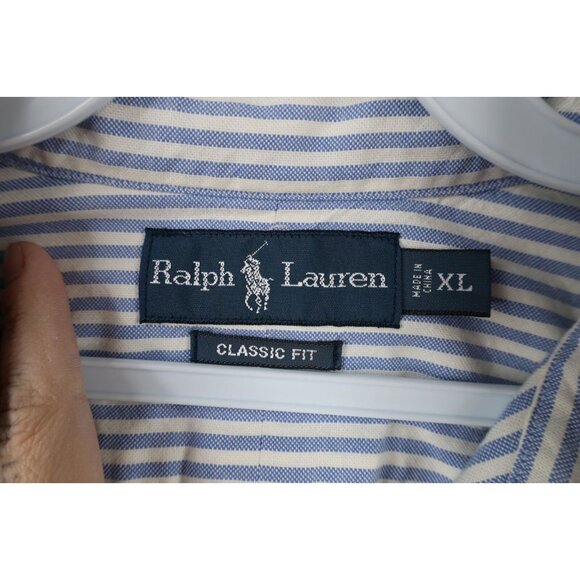 Ralph Lauren
MADE IN
CHINA
XL
CLASSIC FIT